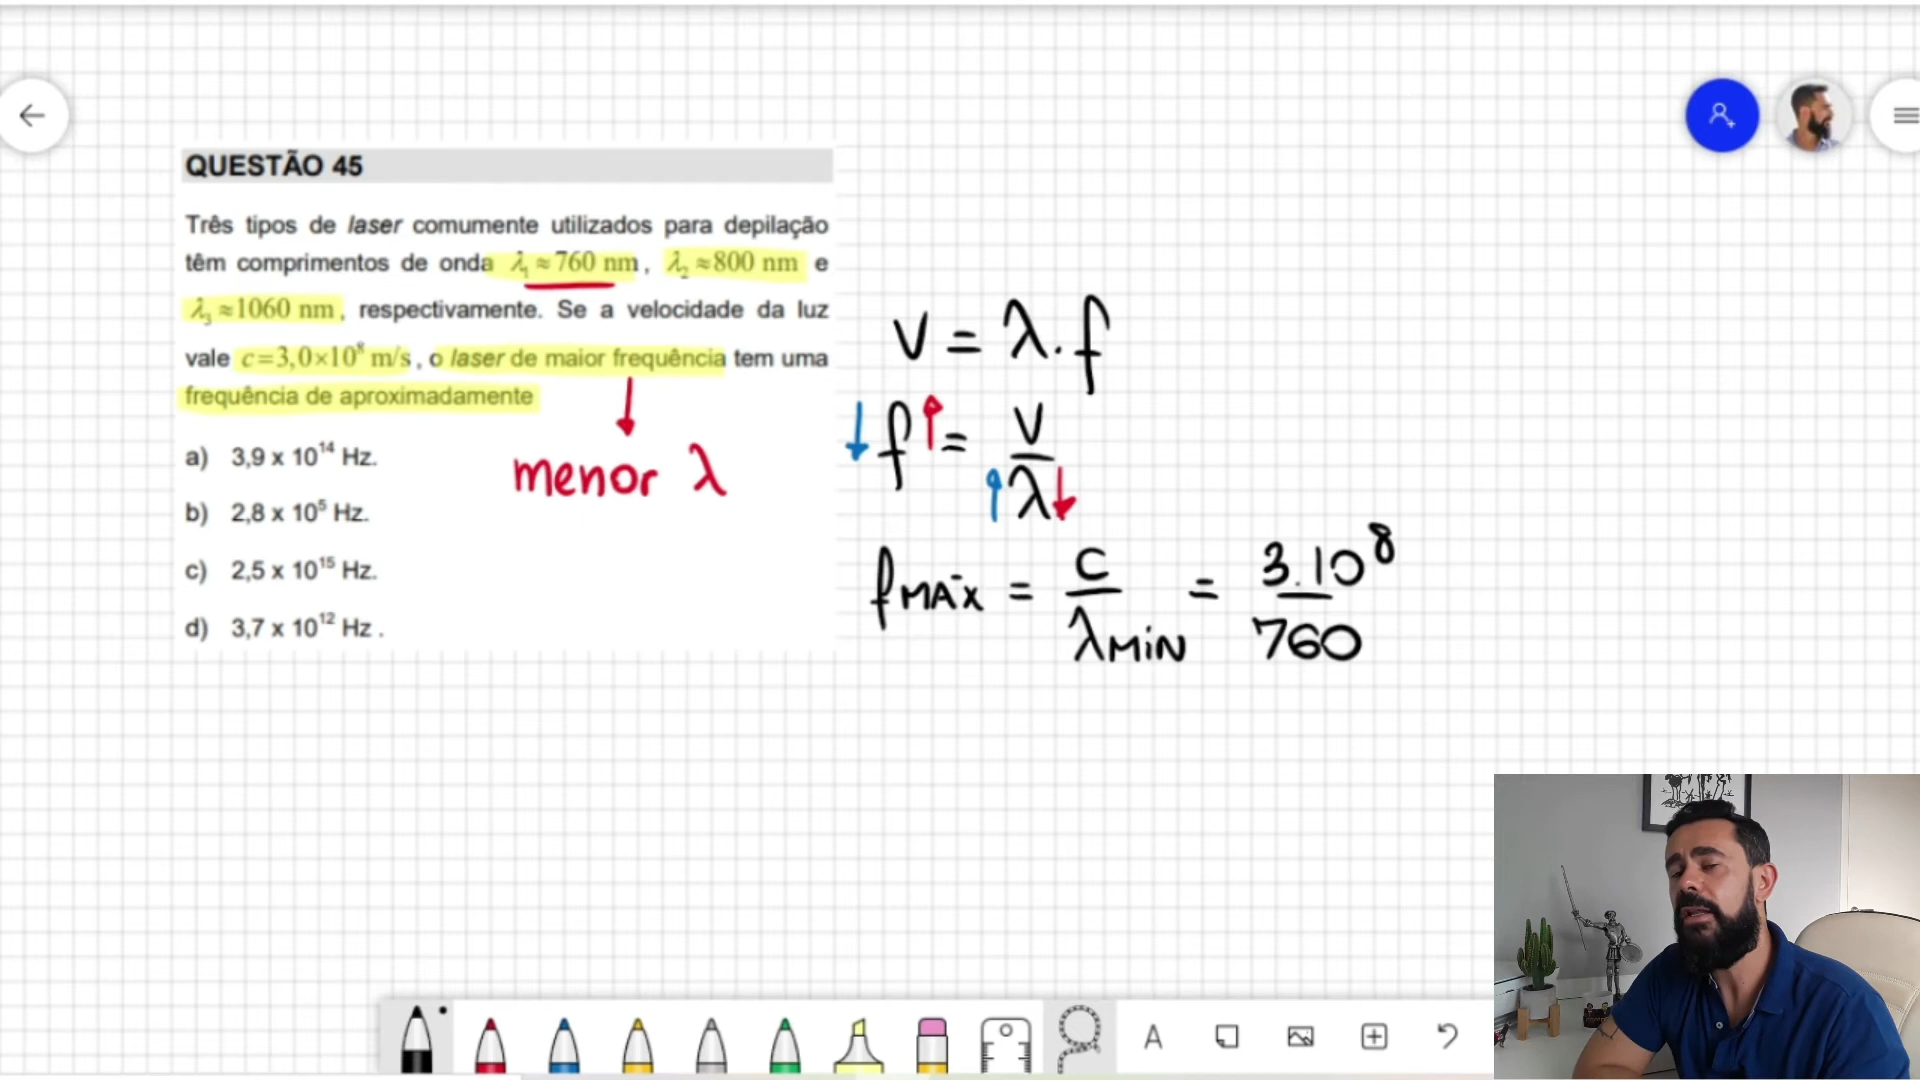 QUESTÃO 45
Três tipos de laser comumente utilizados para depilação
têm comprimentos de onda λ₁ ≈ 760 nm, λ₂ ≈ 800 nm e
λ₃ ≈ 1060 nm, respectivamente. Se a velocidade da luz
vale c = 3,0×10⁸ m/s, o laser de maior frequência tem uma
frequência de aproximadamente
a) 3,9 x 10¹⁴ Hz.
b) 2,8 x 10⁵ Hz.
c) 2,5 x 10¹⁵ Hz.
d) 3,7 x 10¹² Hz .
menor λ
V = λ . f
↓ f ↑ = V / ↑ λ ↓
fMÁX = c / λMIN = 3.10⁸ / 760
A